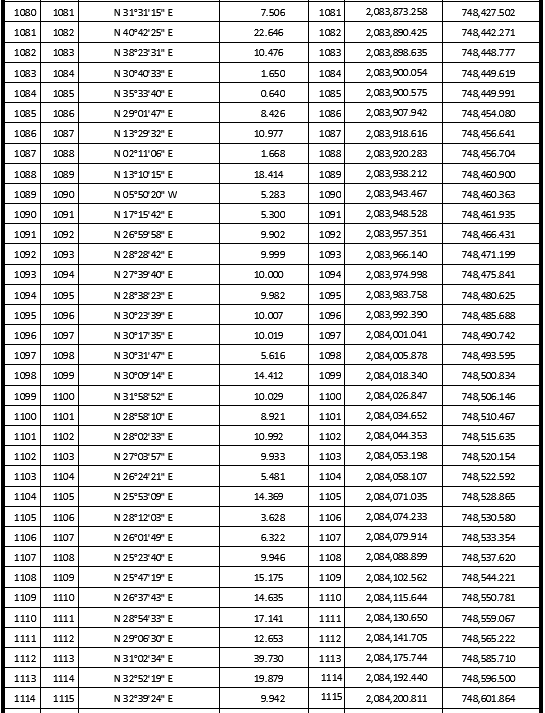 1080 1081 N 31°31'15" E 7.506 1081 2,083,873.258 748,427.502
1081 1082 N 40°42'25" E 22.646 1082 2,083,890.425 748,442.271
1082 1083 N 38°23'31" E 10.476 1083 2,083,898.635 748,448.777
1083 1084 N 30°40'33" E 1.650 1084 2,083,900.054 748,449.619
1084 1085 N 35°33'40" E 0.640 1085 2,083,900.575 748,449.991
1085 1086 N 29°01'47" E 8.426 1086 2,083,907.942 748,454.080
1086 1087 N 13°29'32" E 10.977 1087 2,083,918.616 748,456.641
1087 1088 N 02°11'06" E 1.668 1088 2,083,920.283 748,456.704
1088 1089 N 13°10'15" E 18.414 1089 2,083,938.212 748,460.900
1089 1090 N 05°50'20" W 5.283 1090 2,083,943.467 748,460.363
1090 1091 N 17°15'42" E 5.300 1091 2,083,948.528 748,461.935
1091 1092 N 26°59'58" E 9.902 1092 2,083,957.351 748,466.431
1092 1093 N 28°28'42" E 9.999 1093 2,083,966.140 748,471.199
1093 1094 N 27°39'40" E 10.000 1094 2,083,974.998 748,475.841
1094 1095 N 28°38'23" E 9.982 1095 2,083,983.758 748,480.625
1095 1096 N 30°23'39" E 10.007 1096 2,083,992.390 748,485.688
1096 1097 N 30°17'35" E 10.019 1097 2,084,001.041 748,490.742
1097 1098 N 30°31'47" E 5.616 1098 2,084,005.878 748,493.595
1098 1099 N 30°09'14" E 14.412 1099 2,084,018.340 748,500.834
1099 1100 N 31°58'52" E 10.029 1100 2,084,026.847 748,506.146
1100 1101 N 28°58'10" E 8.921 1101 2,084,034.652 748,510.467
1101 1102 N 28°02'33" E 10.992 1102 2,084,044.353 748,515.635
1102 1103 N 27°03'57" E 9.933 1103 2,084,053.198 748,520.154
1103 1104 N 26°24'21" E 5.481 1104 2,084,058.107 748,522.592
1104 1105 N 25°53'09" E 14.369 1105 2,084,071.035 748,528.865
1105 1106 N 28°12'03" E 3.628 1106 2,084,074.233 748,530.580
1106 1107 N 26°01'49" E 6.322 1107 2,084,079.914 748,533.354
1107 1108 N 25°23'40" E 9.946 1108 2,084,088.899 748,537.620
1108 1109 N 25°47'19" E 15.175 1109 2,084,102.562 748,544.221
1109 1110 N 26°37'43" E 14.635 1110 2,084,115.644 748,550.781
1110 1111 N 28°54'33" E 17.141 1111 2,084,130.650 748,559.067
1111 1112 N 29°06'30" E 12.653 1112 2,084,141.705 748,565.222
1112 1113 N 31°02'34" E 39.730 1113 2,084,175.744 748,585.710
1113 1114 N 32°52'19" E 19.879 1114 2,084,192.440 748,596.500
1114 1115 N 32°39'24" E 9.942 1115 2,084,200.811 748,601.864